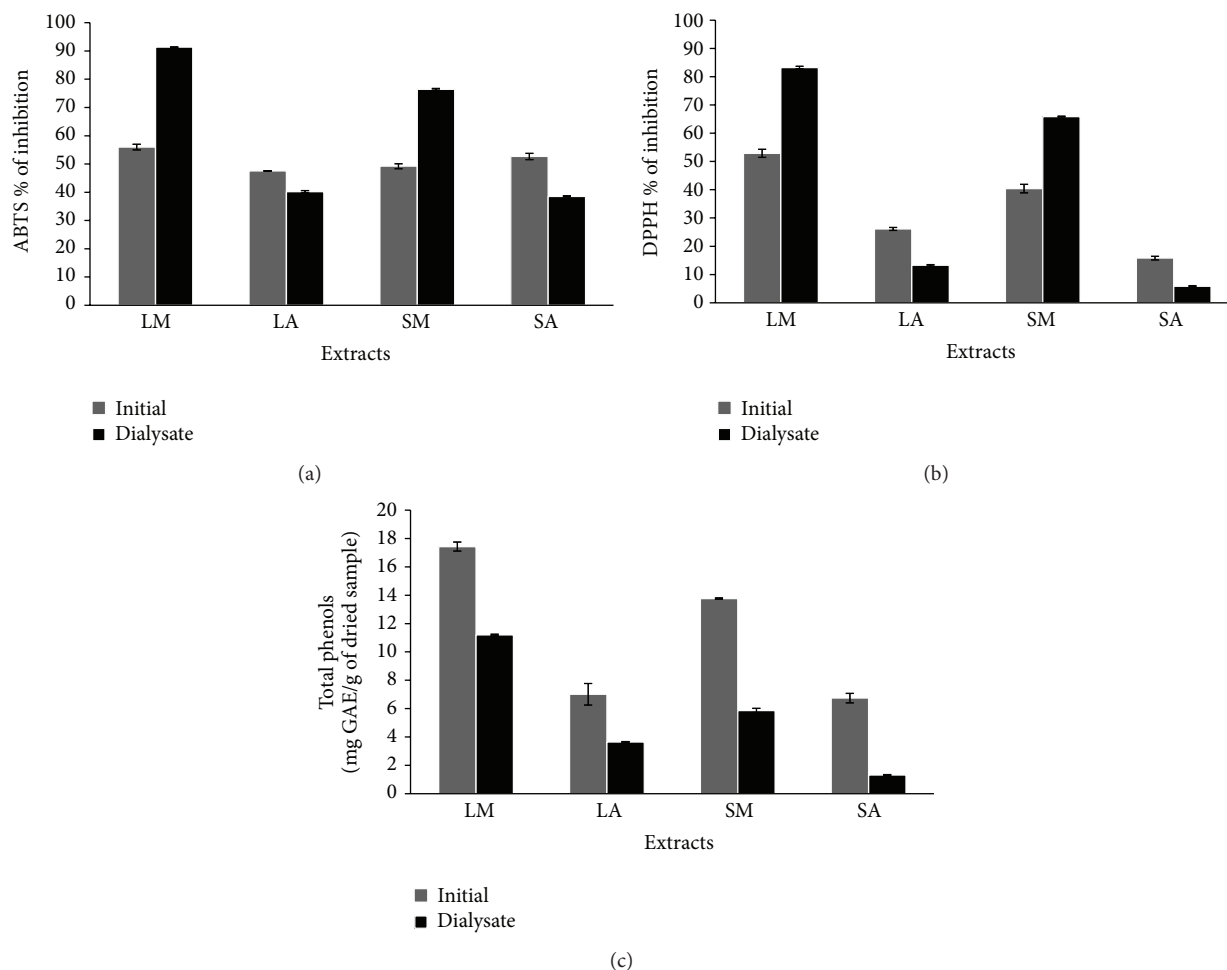 ABTS % of inhibition
100
90
80
70
60
50
40
30
20
10
0
LM LA SM SA
Extracts
Initial
Dialysate
(a)
DPPH % of inhibition
100
90
80
70
60
50
40
30
20
10
0
LM LA SM SA
Extracts
Initial
Dialysate
(b)
Total phenols
(mg GAE/g of dried sample)
20
18
16
14
12
10
8
6
4
2
0
LM LA SM SA
Extracts
Initial
Dialysate
(c)